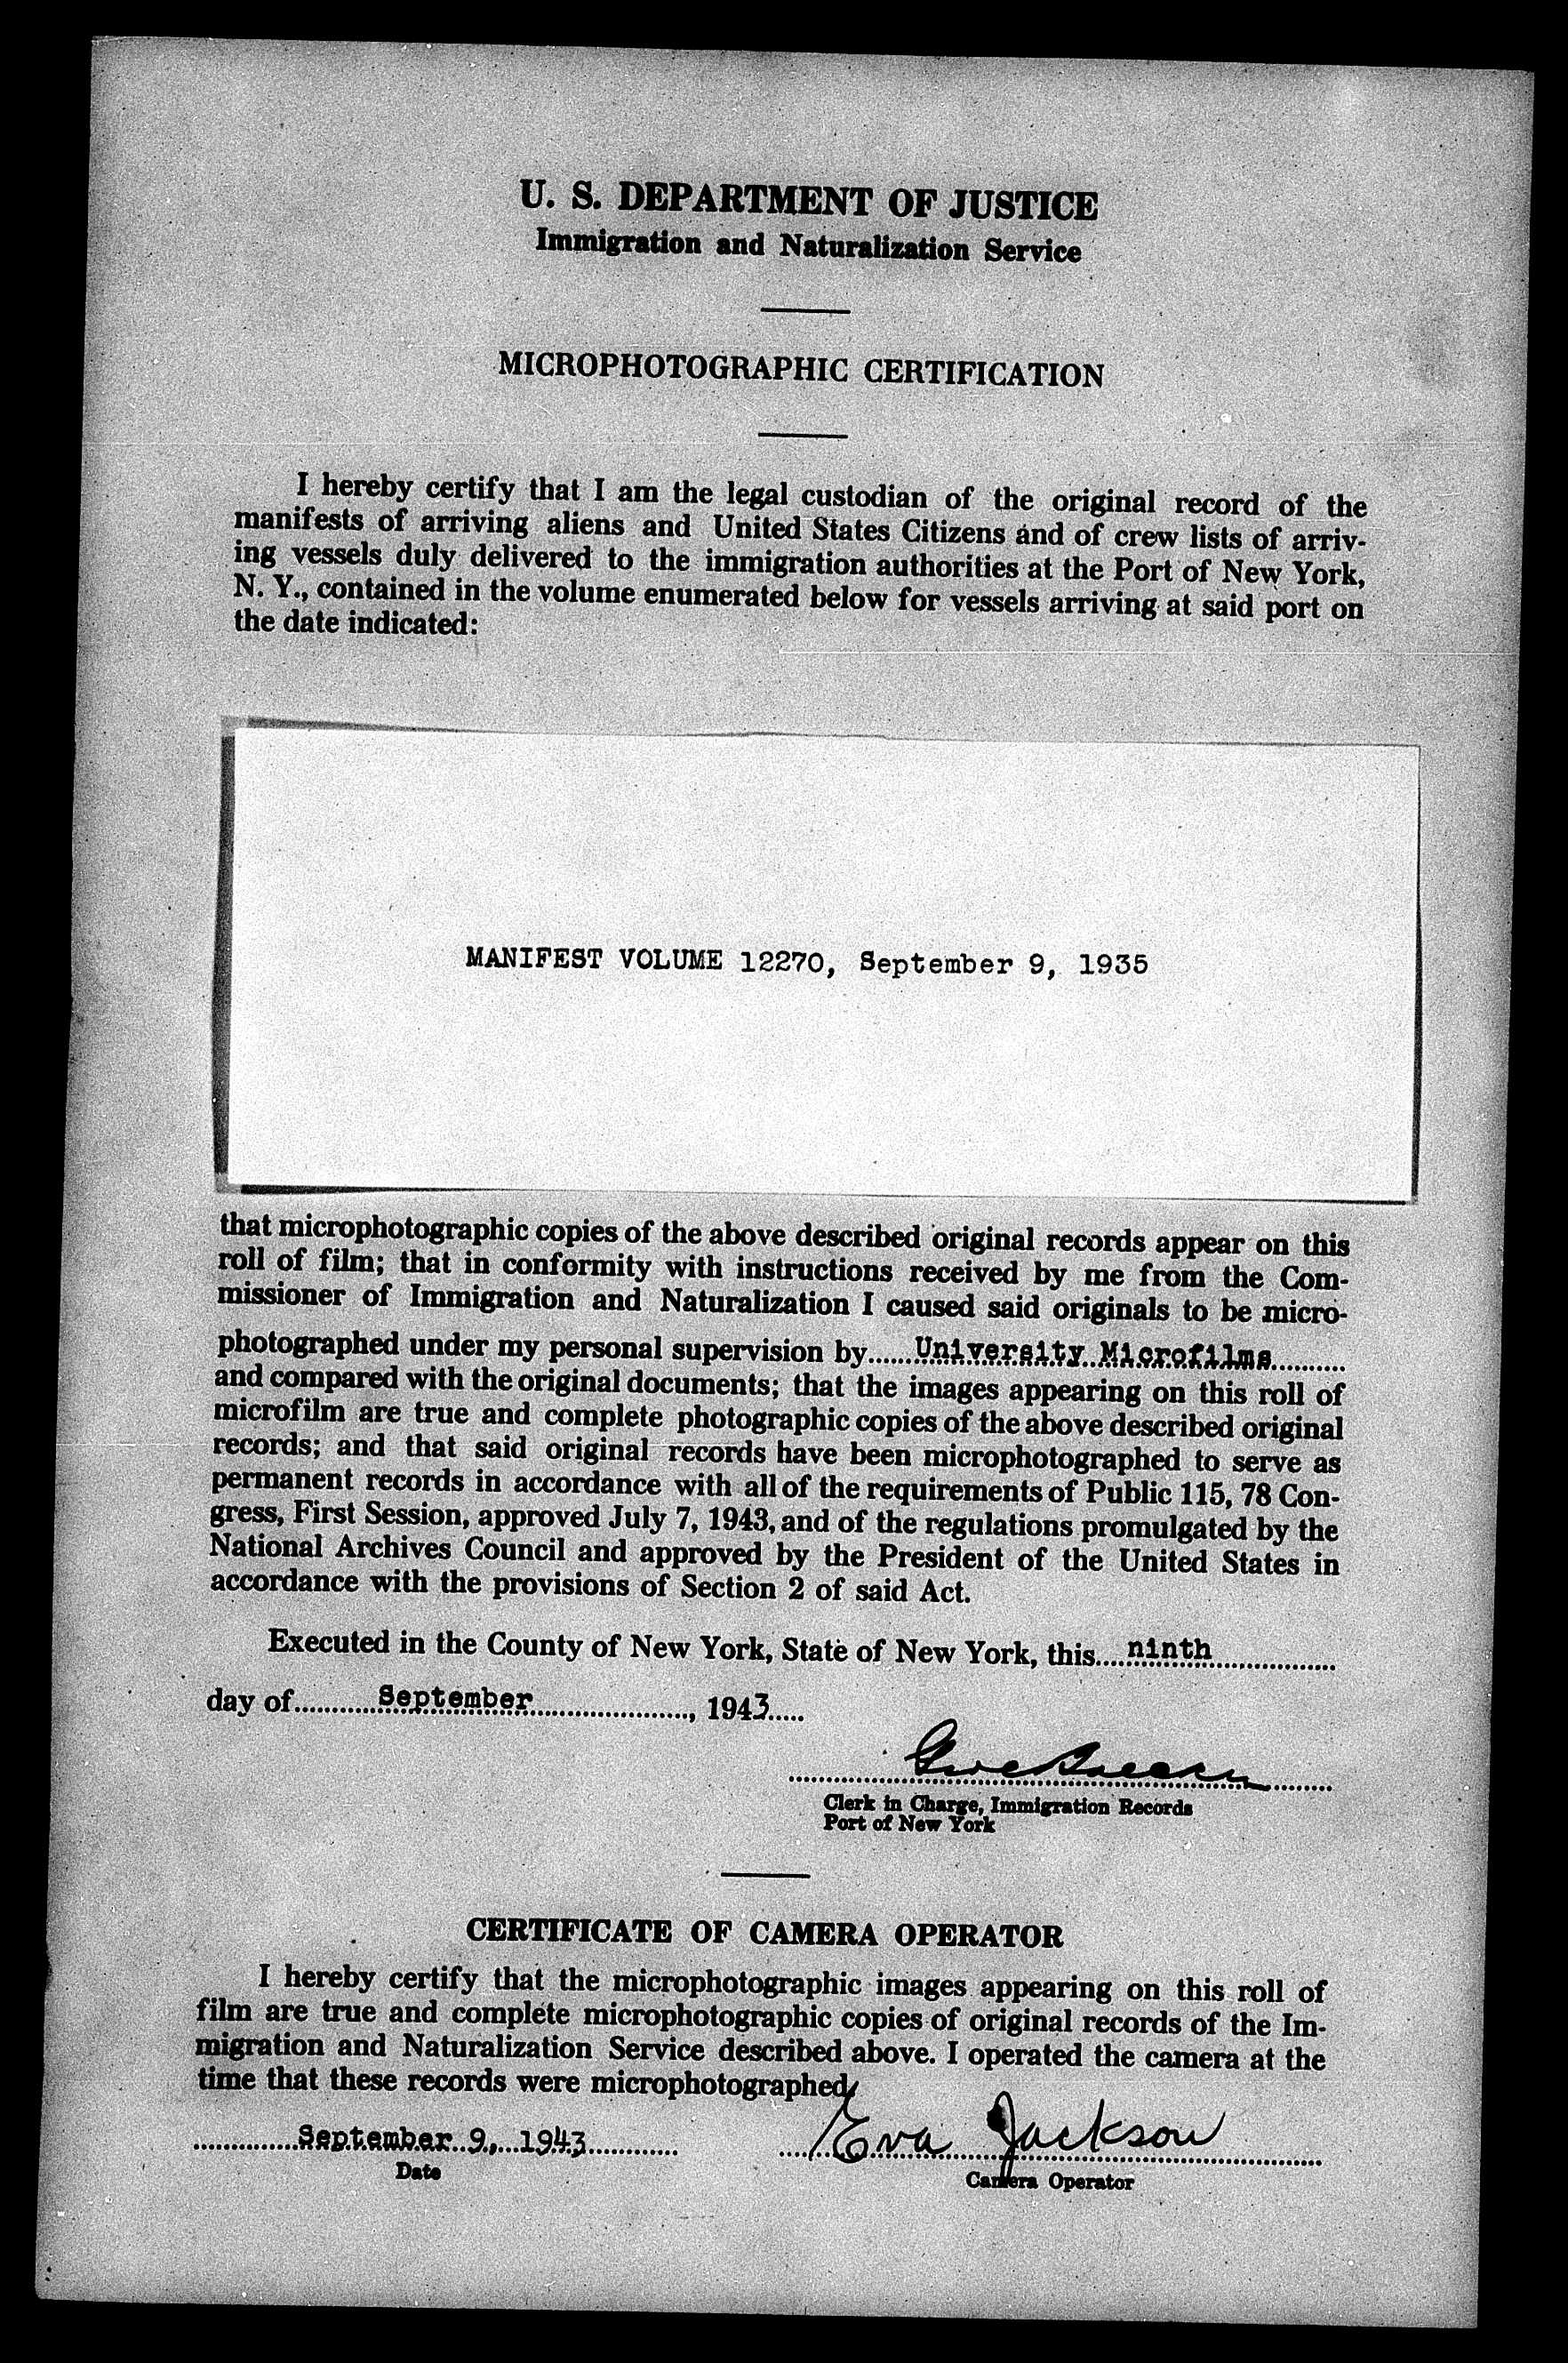 U. S. DEPARTMENT OF JUSTICE
Immigration and Naturalization Service
MICROPHOTOGRAPHIC CERTIFICATION
I hereby certify that I am the legal custodian of the original record of the
manifests of arriving aliens and United States Citizens and of crew lists of arriv-
ing vessels duly delivered to the immigration authorities at the Port of New York,
N. Y., contained in the volume enumerated below for vessels arriving at said port on
the date indicated:
MANIFEST VOLUME 12270, September 9, 1935
that microphotographic copies of the above described original records appear on this
roll of film; that in conformity with instructions received by me from the Com-
missioner of Immigration and Naturalization I caused said originals to be micro-
photographed under my personal supervision by......University Microfilms..........
and compared with the original documents; that the images appearing on this roll of
microfilm are true and complete photographic copies of the above described original
records; and that said original records have been microphotographed to serve as
permanent records in accordance with all of the requirements of Public 115, 78 Con-
gress, First Session, approved July 7, 1943, and of the regulations promulgated by the
National Archives Council and approved by the President of the United States in
accordance with the provisions of Section 2 of said Act.
Executed in the County of New York, State of New York, this....ninth................
day of...........September....................., 1943.....
Clerk in Charge, Immigration Records
Port of New York
CERTIFICATE OF CAMERA OPERATOR
I hereby certify that the microphotographic images appearing on this roll of
film are true and complete microphotographic copies of original records of the Im-
migration and Naturalization Service described above. I operated the camera at the
time that these records were microphotographed.
September 9, 1943 Eva Jackson
Date Camera Operator